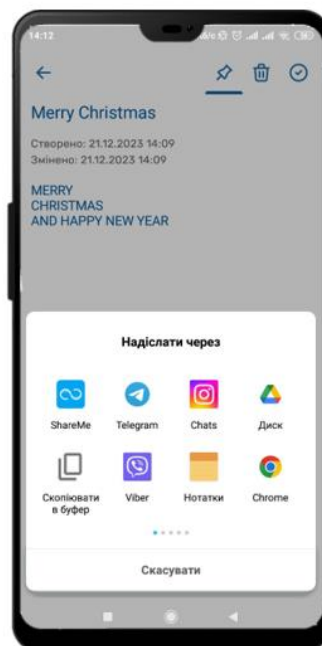 14:12
Merry Christmas
Створено: 21.12.2023 14:09
Змінено: 21.12.2023 14:09
MERRY
CHRISTMAS
AND HAPPY NEW YEAR
Надіслати через
ShareMe Telegram Chats Диск
Скопіювати в буфер Viber Нотатки Chrome
Скасувати